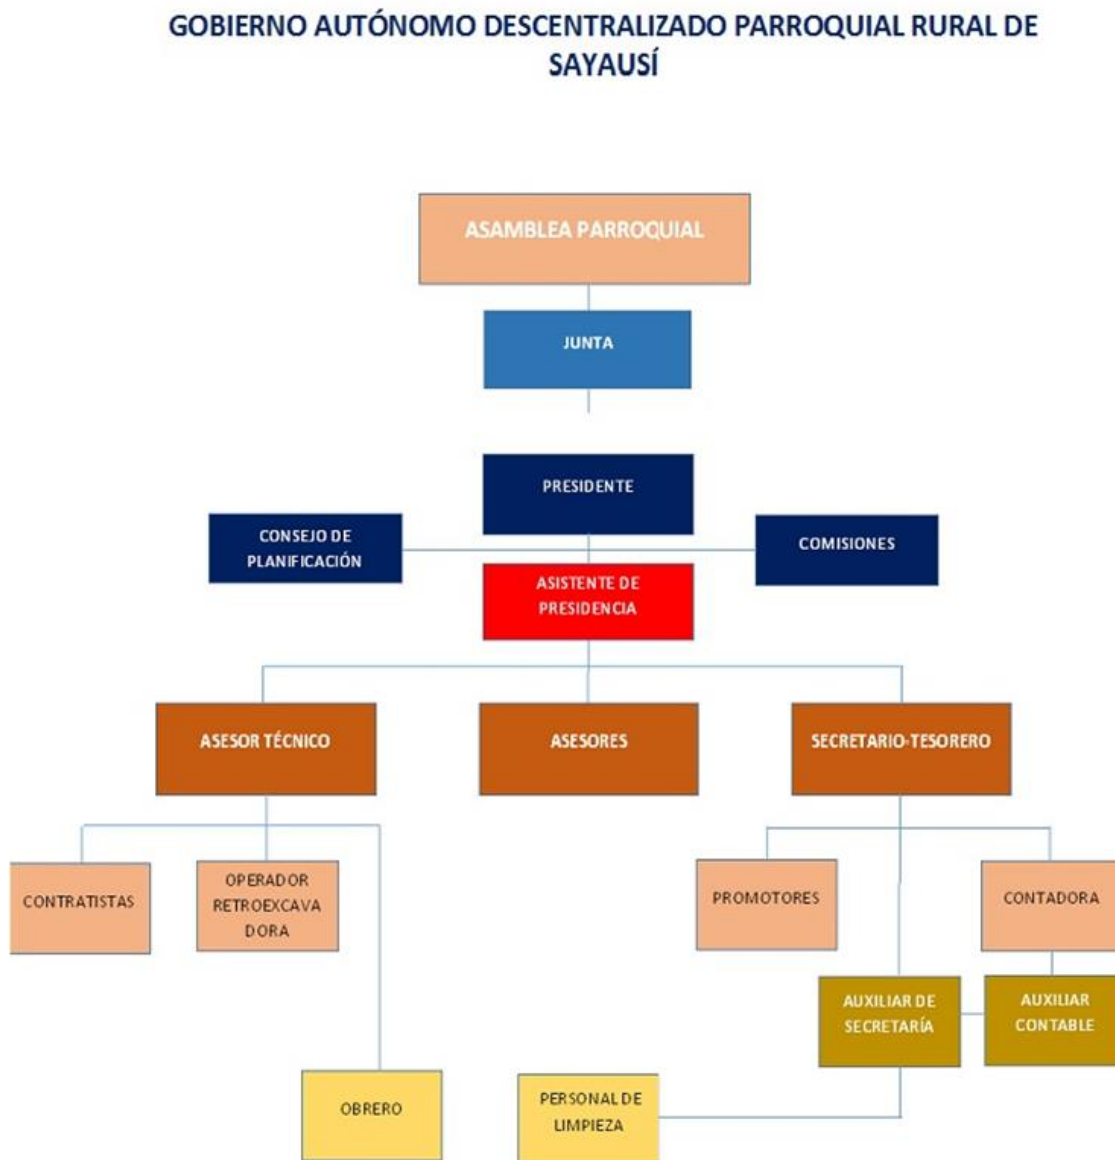 GOBIERNO AUTÓNOMO DESCENTRALIZADO PARROQUIAL RURAL DE
SAYAUSÍ
ASAMBLEA PARROQUIAL
JUNTA
PRESIDENTE
CONSEJO DE
PLANIFICACIÓN
COMISIONES
ASISTENTE DE
PRESIDENCIA
ASESOR TÉCNICO
ASESORES
SECRETARIO-TESORERO
CONTRATISTAS
OPERADOR
RETROEXCAVA
DORA
PROMOTORES
CONTADORA
AUXILIAR DE
SECRETARÍA
AUXILIAR
CONTABLE
OBRERO
PERSONAL DE
LIMPIEZA